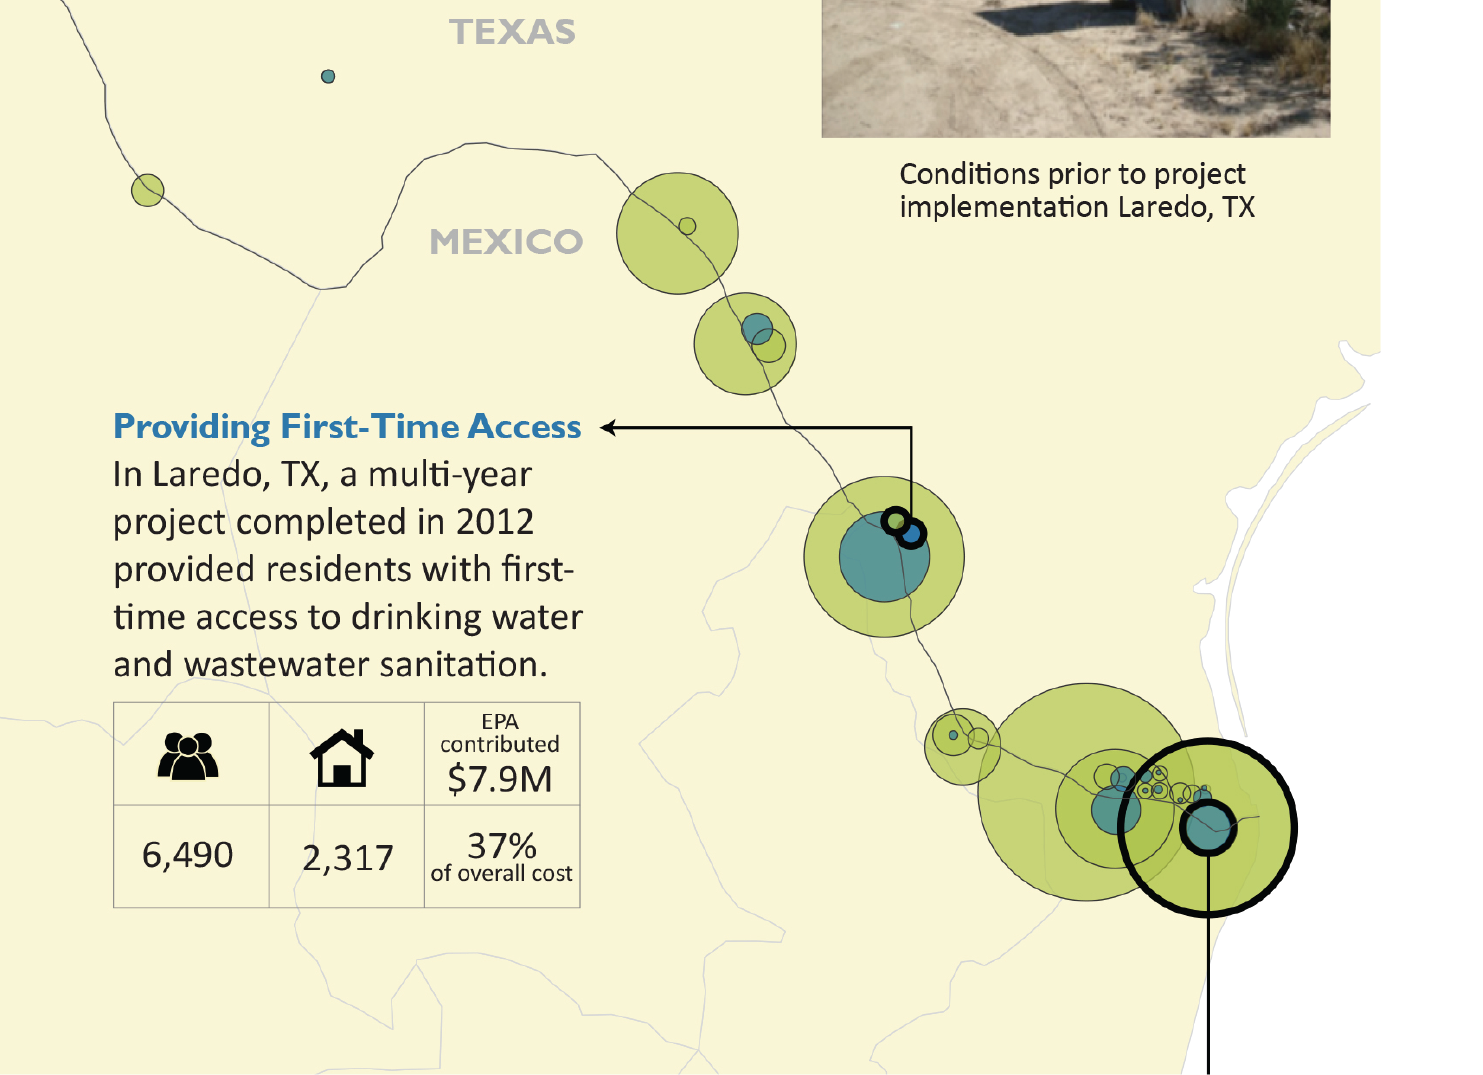 TEXAS
Conditions prior to project
implementation Laredo, TX
MEXICO
Providing First-Time Access
In Laredo, TX, a multi-year
project completed in 2012
provided residents with first-
time access to drinking water
and wastewater sanitation.
EPA
contributed
$7.9M
6,490
2,317
37%
of overall cost